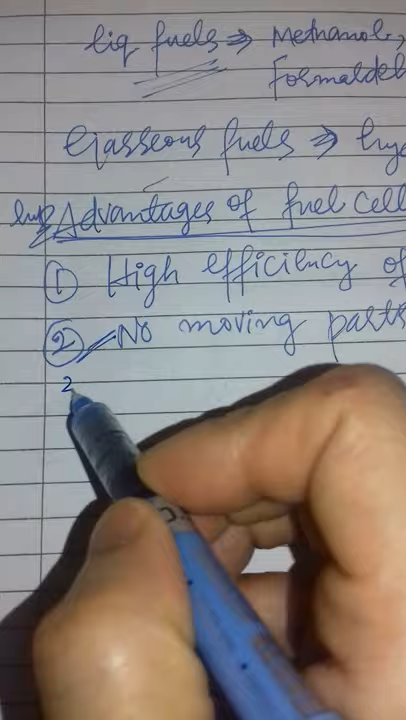 liq fuels ⇒ Methanol,
Formaldeh
Gasseous fuels ⇒ hy
Imp Advantages of fuel cell
① High efficiency of
② No moving parts
2